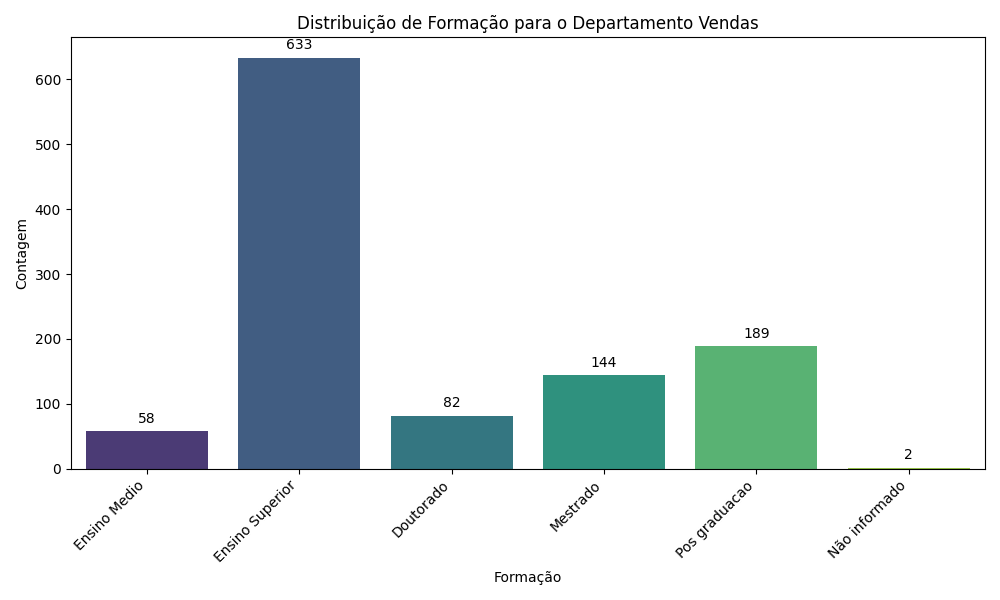 Distribuição de Formação para o Departamento Vendas
633
600
500
400
300
200
100
0
Contagem
58
82
144
189
2
Ensino Medio
Ensino Superior
Doutorado
Mestrado
Pos graduacao
Não informado
Formação